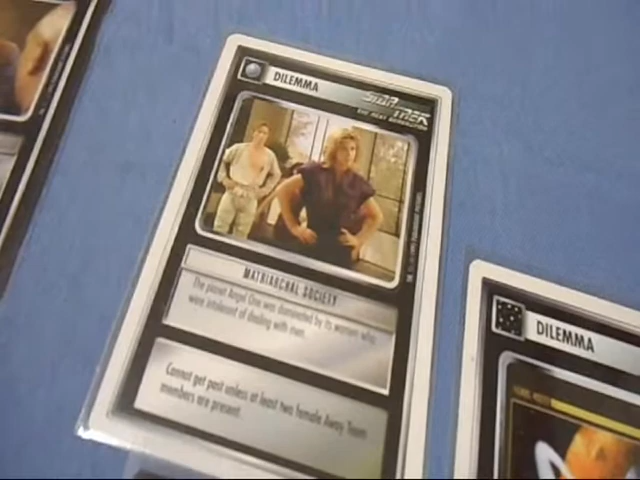 DILEMMA
STAR TREK
THE NEXT GENERATION
MATRIARCHAL SOCIETY
The planet Angel One was dominated by its women who
were intolerant of dealing with men.
Cannot get past unless at least two female Away Team
members are present.
DILEMMA